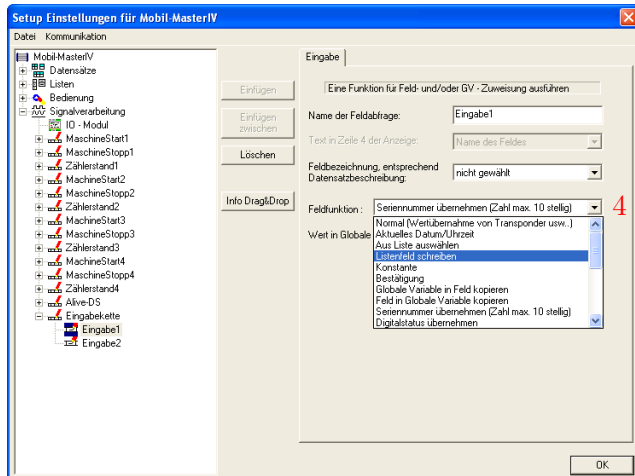 Setup Einstellungen für Mobil-MasterIV
Datei Kommunikation
Mobil-MasterIV
Datensätze
Listen
Bedienung
Signalverarbeitung
IO - Modul
MaschineStart1
MaschineStopp1
Zählerstand1
MachineStart2
MaschineStopp2
Zählerstand2
MachineStart3
MaschineStopp3
Zählerstand3
MachineStart4
MaschineStopp4
Zählerstand4
Alive-DS
Eingabekette
Eingabe1
Eingabe2
Einfügen
Einfügen
zwischen
Löschen
Info Drag&Drop
Eingabe
Eine Funktion für Feld- und/oder GV - Zuweisung ausführen
Name der Feldabfrage: Eingabe1
Text in Zeile 4 der Anzeige: Name des Feldes
Feldbezeichnung, entsprechend
Datensatzbeschreibung: nicht gewählt
Feldfunktion : Seriennummer übernehmen (Zahl max. 10 stellig) 4
Wert in Globale
Normal (Wertübernahme von Transponder usw..)
Aktuelles Datum/Uhrzeit
Aus Liste auswählen
Listenfeld schreiben
Konstante
Bestätigung
Globale Variable in Feld kopieren
Feld in Globale Variable kopieren
Seriennummer übernehmen (Zahl max. 10 stellig)
Digitalstatus übernehmen
OK